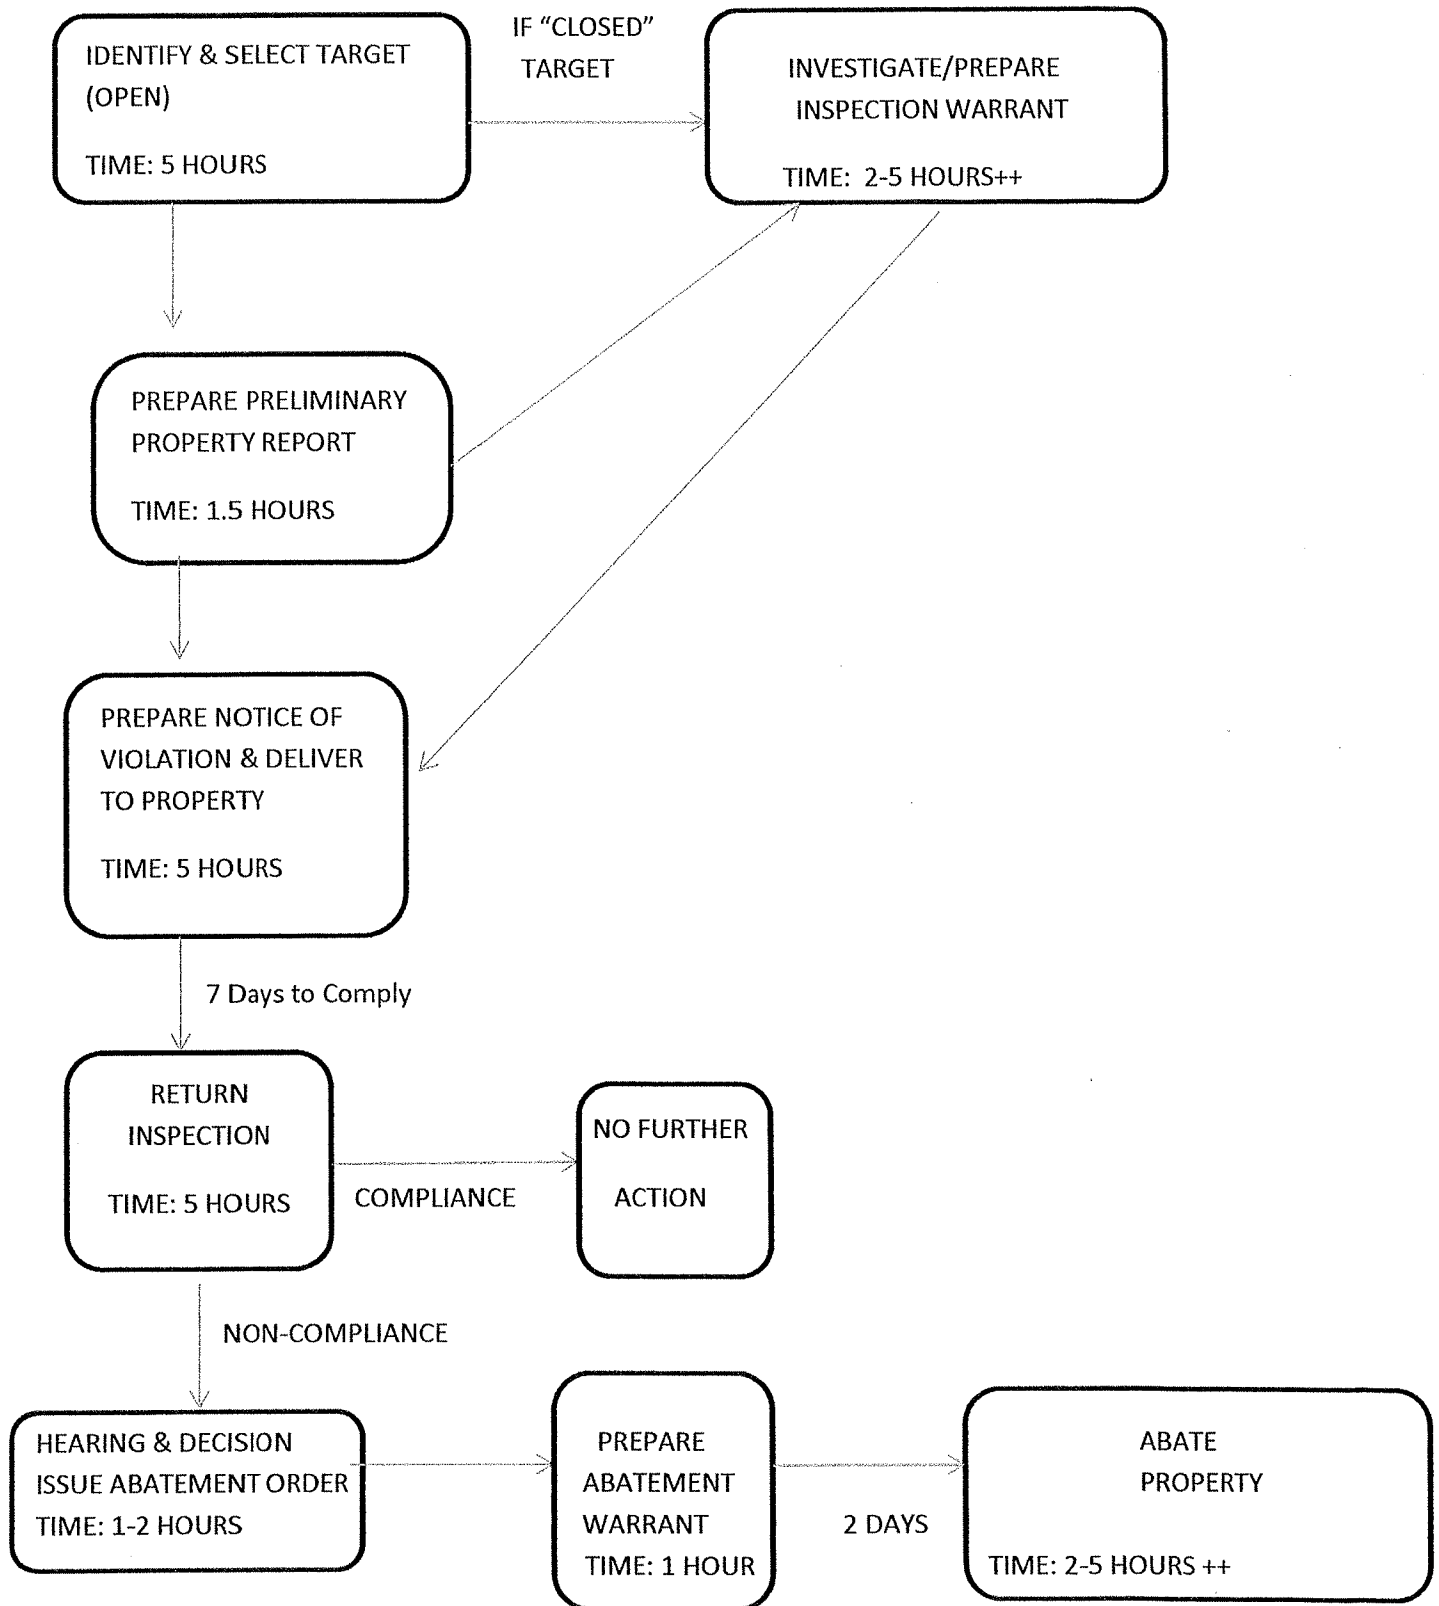 IDENTIFY & SELECT TARGET
(OPEN)
TIME: 5 HOURS
IF “CLOSED”
TARGET
INVESTIGATE/PREPARE
INSPECTION WARRANT
TIME: 2-5 HOURS++
PREPARE PRELIMINARY
PROPERTY REPORT
TIME: 1.5 HOURS
PREPARE NOTICE OF
VIOLATION & DELIVER
TO PROPERTY
TIME: 5 HOURS
7 Days to Comply
RETURN
INSPECTION
TIME: 5 HOURS
COMPLIANCE
NO FURTHER
ACTION
NON-COMPLIANCE
HEARING & DECISION
ISSUE ABATEMENT ORDER
TIME: 1-2 HOURS
PREPARE
ABATEMENT
WARRANT
TIME: 1 HOUR
2 DAYS
ABATE
PROPERTY
TIME: 2-5 HOURS ++